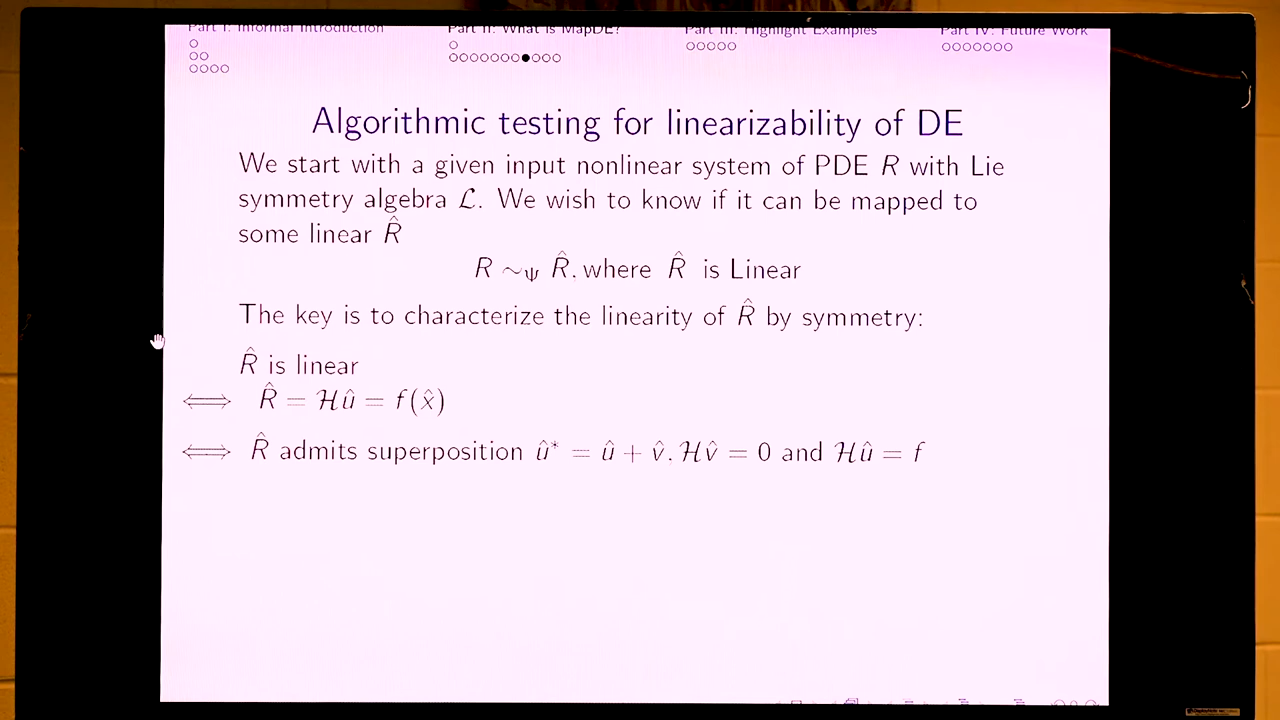 Part I: Informal Introduction
Part II: What is MapDE?
Part III: Highlight Examples
Part IV: Future Work
Algorithmic testing for linearizability of DE
We start with a given input nonlinear system of PDE R with Lie
symmetry algebra ℒ. We wish to know if it can be mapped to
some linear R̂
R ∼_Ψ R̂, where R̂ is Linear
The key is to characterize the linearity of R̂ by symmetry:
R̂ is linear
⟺ R̂ = ℋû = f(x̂)
⟺ R̂ admits superposition û* = û + v̂, ℋv̂ = 0 and ℋû = f